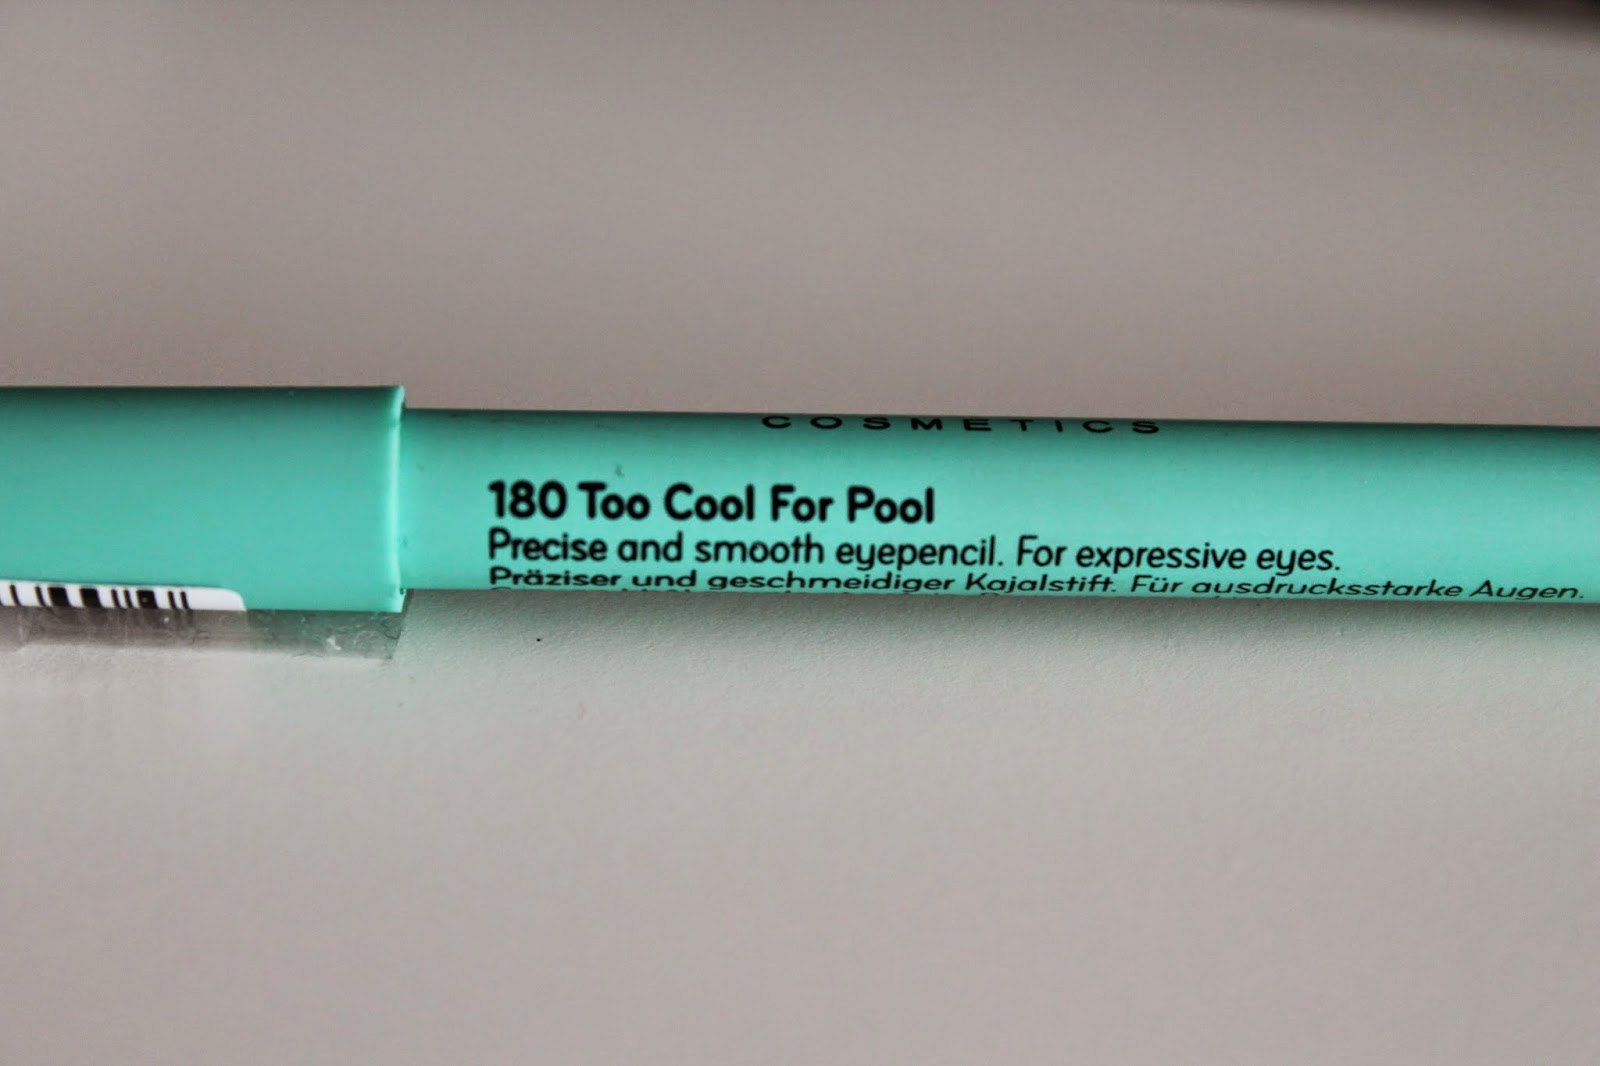 COSMETICS
180 Too Cool For Pool
Precise and smooth eyepencil. For expressive eyes.
Präziser und geschmeidiger Kajalstift. Für ausdrucksstarke Augen.